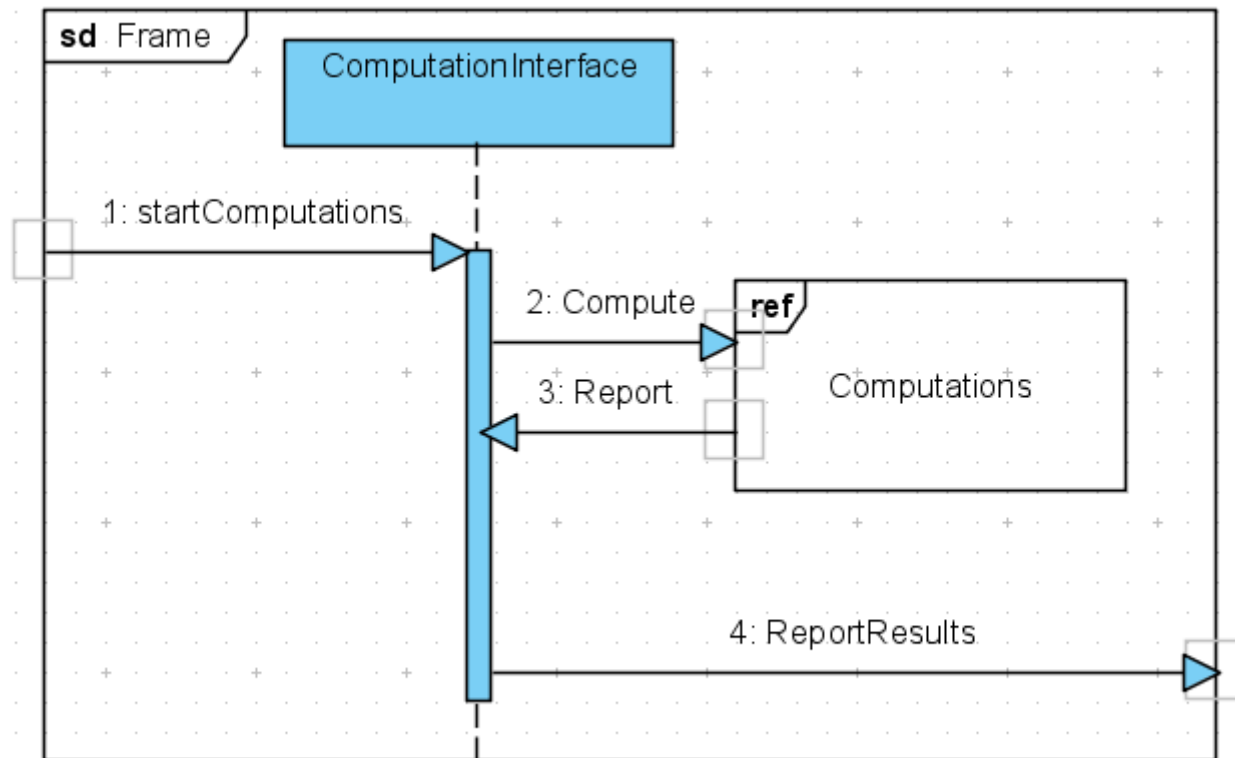 sd Frame
ComputationInterface
1: startComputations
2: Compute
ref
3: Report
Computations
4: ReportResults